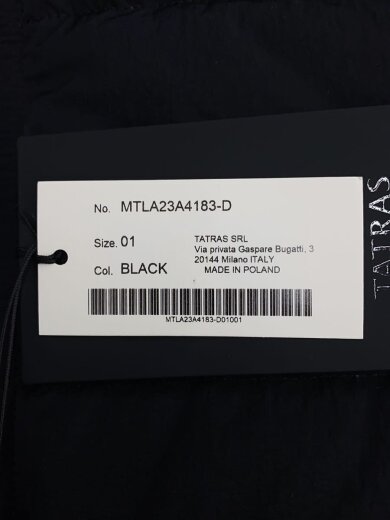 No. MTLA23A4183-D
Size. 01
Col. BLACK
TATRAS SRL
Via privata Gaspare Bugatti, 3
20144 Milano ITALY
MADE IN POLAND
MTLA23A4183-D01001
TATRAS